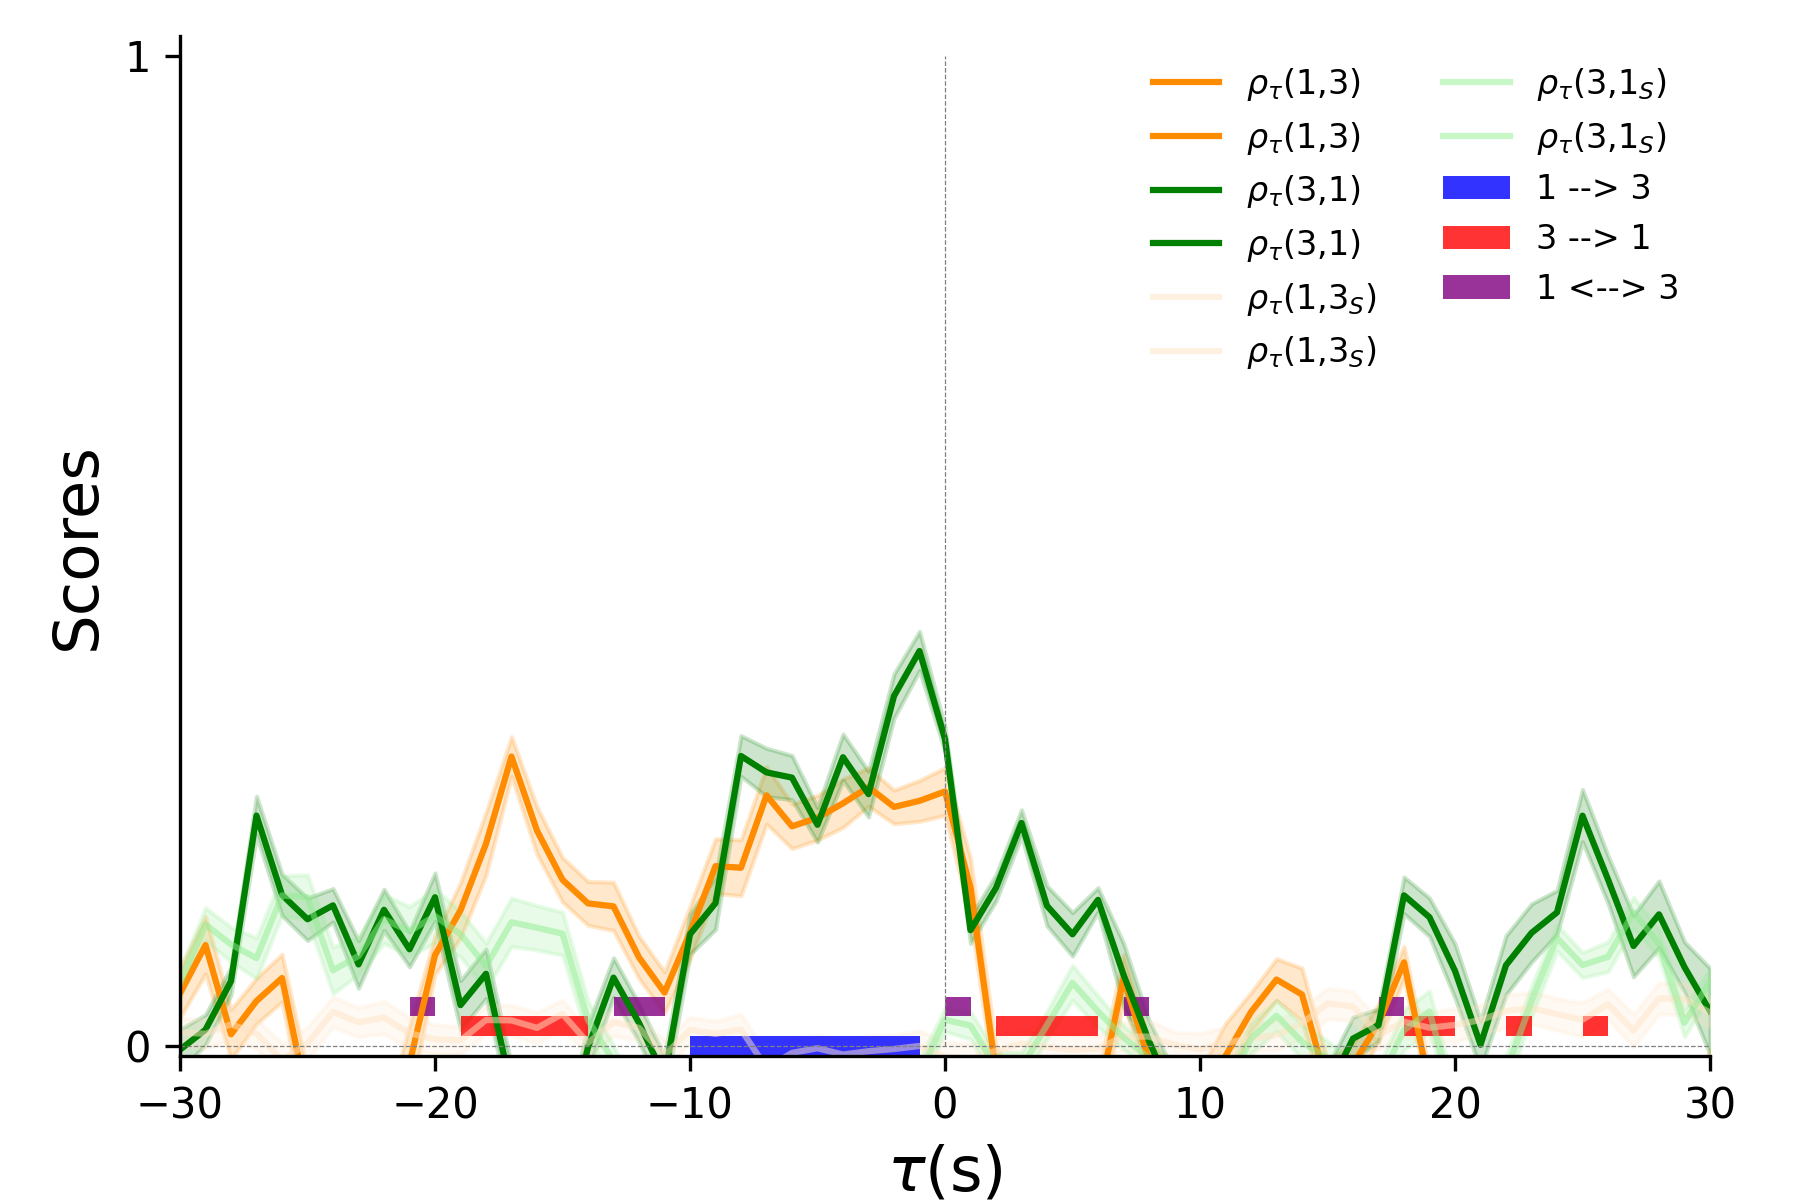 1
ρτ(1,3)
ρτ(1,3)
ρτ(3,1)
ρτ(3,1)
ρτ(1,3S)
ρτ(1,3S)
ρτ(3,1S)
ρτ(3,1S)
1 --> 3
3 --> 1
1 <--> 3
Scores
0
−30 −20 −10 0 10 20 30
τ(s)